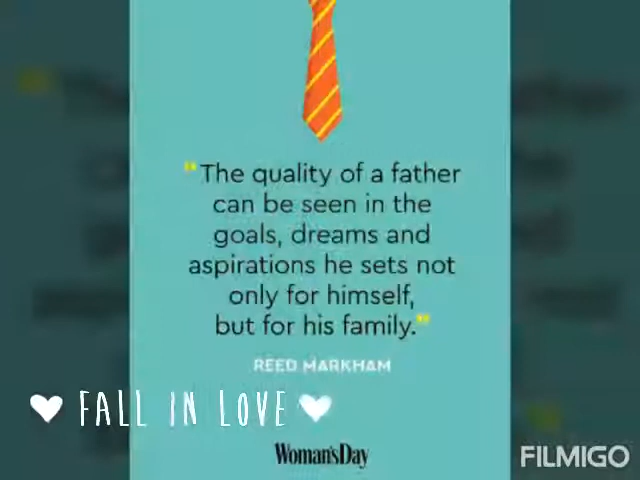 "The quality of a father
can be seen in the
goals, dreams and
aspirations he sets not
only for himself,
but for his family."
REED MARKHAM
FALL IN LOVE
Woman'sDay
FILMIGO